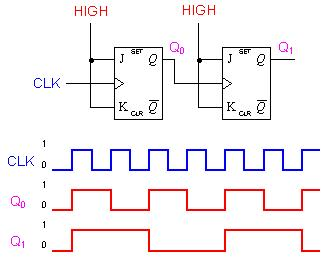 HIGH HIGH
SET SET
J Q Q0 J Q Q1
CLK
K Q K Q
CLR CLR
1
CLK
0
1
Q0
0
1
Q1
0